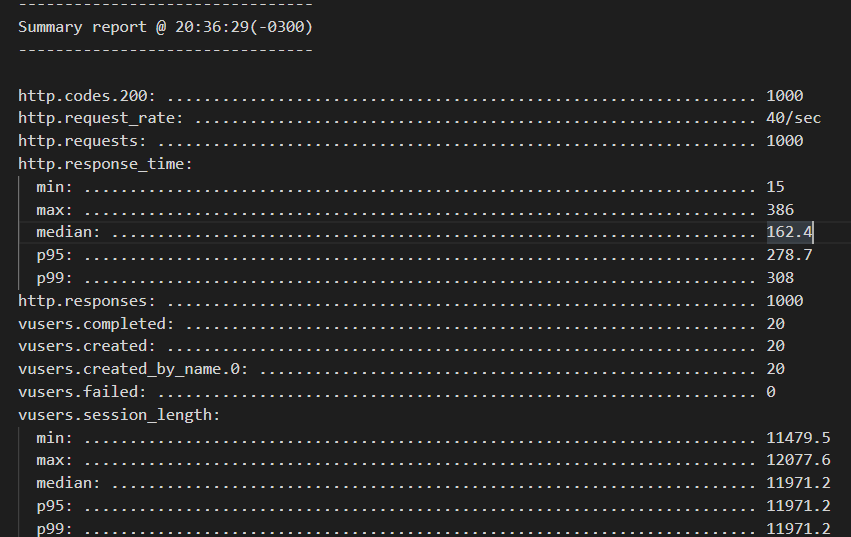 --------------------------------
Summary report @ 20:36:29(-0300)
--------------------------------
http.codes.200: ................................................................ 1000
http.request_rate: ............................................................. 40/sec
http.requests: ................................................................. 1000
http.response_time:
min: ......................................................................... 15
max: ......................................................................... 386
median: ...................................................................... 162.4
p95: ......................................................................... 278.7
p99: ......................................................................... 308
http.responses: ................................................................ 1000
vusers.completed: .............................................................. 20
vusers.created: ................................................................ 20
vusers.created_by_name.0: ...................................................... 20
vusers.failed: ................................................................. 0
vusers.session_length:
min: ......................................................................... 11479.5
max: ......................................................................... 12077.6
median: ...................................................................... 11971.2
p95: ......................................................................... 11971.2
p99: ......................................................................... 11971.2